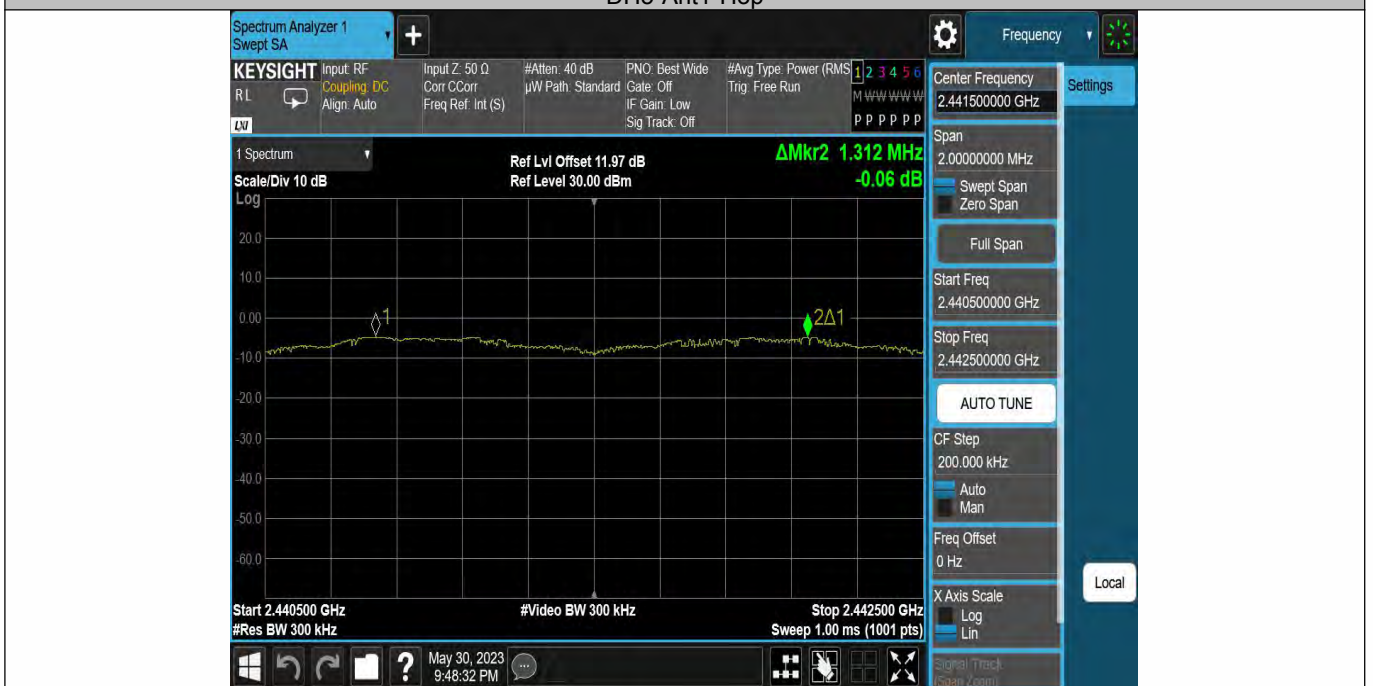 Spectrum Analyzer 1
Swept SA
+
Frequency
KEYSIGHT
RL
LXI
Input: RF
Coupling: DC
Align: Auto
Input Z: 50 Ω
Corr CCorr
Freq Ref: Int (S)
#Atten: 40 dB
µW Path: Standard
PNO: Best Wide
Gate: Off
IF Gain: Low
Sig Track: Off
#Avg Type: Power (RMS
Trig: Free Run
1 2 3 4 5 6
M W W W W W
P P P P P P
Center Frequency
2.441500000 GHz
Settings
1 Spectrum
Scale/Div 10 dB
Log
Ref Lvl Offset 11.97 dB
Ref Level 30.00 dBm
ΔMkr2 1.312 MHz
-0.06 dB
Span
2.00000000 MHz
Swept Span
Zero Span
Full Span
Start Freq
2.440500000 GHz
Stop Freq
2.442500000 GHz
AUTO TUNE
CF Step
200.000 kHz
Auto
Man
Freq Offset
0 Hz
X Axis Scale
Log
Lin
Signal Track
(Span Zoom)
Local
20.0
10.0
0.00
-10.0
-20.0
-30.0
-40.0
-50.0
-60.0
1
2Δ1
Start 2.440500 GHz
#Res BW 300 kHz
#Video BW 300 kHz
Stop 2.442500 GHz
Sweep 1.00 ms (1001 pts)
?
May 30, 2023
9:48:32 PM